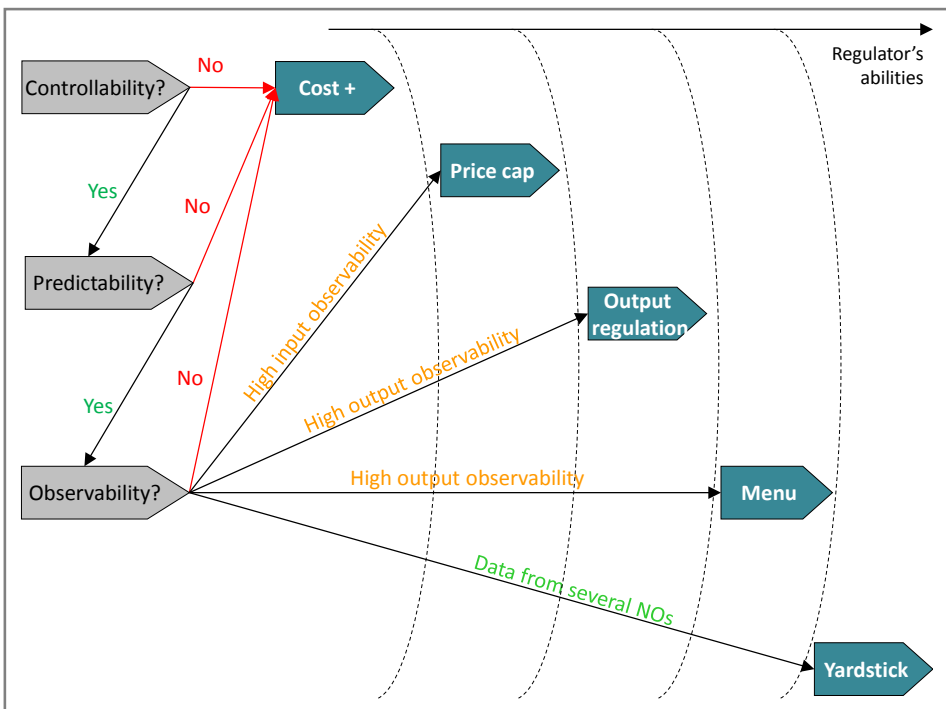 Regulator's
abilities
Controllability?
No
Cost +
Price cap
Yes
No
Predictability?
High input observability
Output
regulation
High output observability
No
Yes
Observability?
High output observability
Menu
Data from several NOs
Yardstick